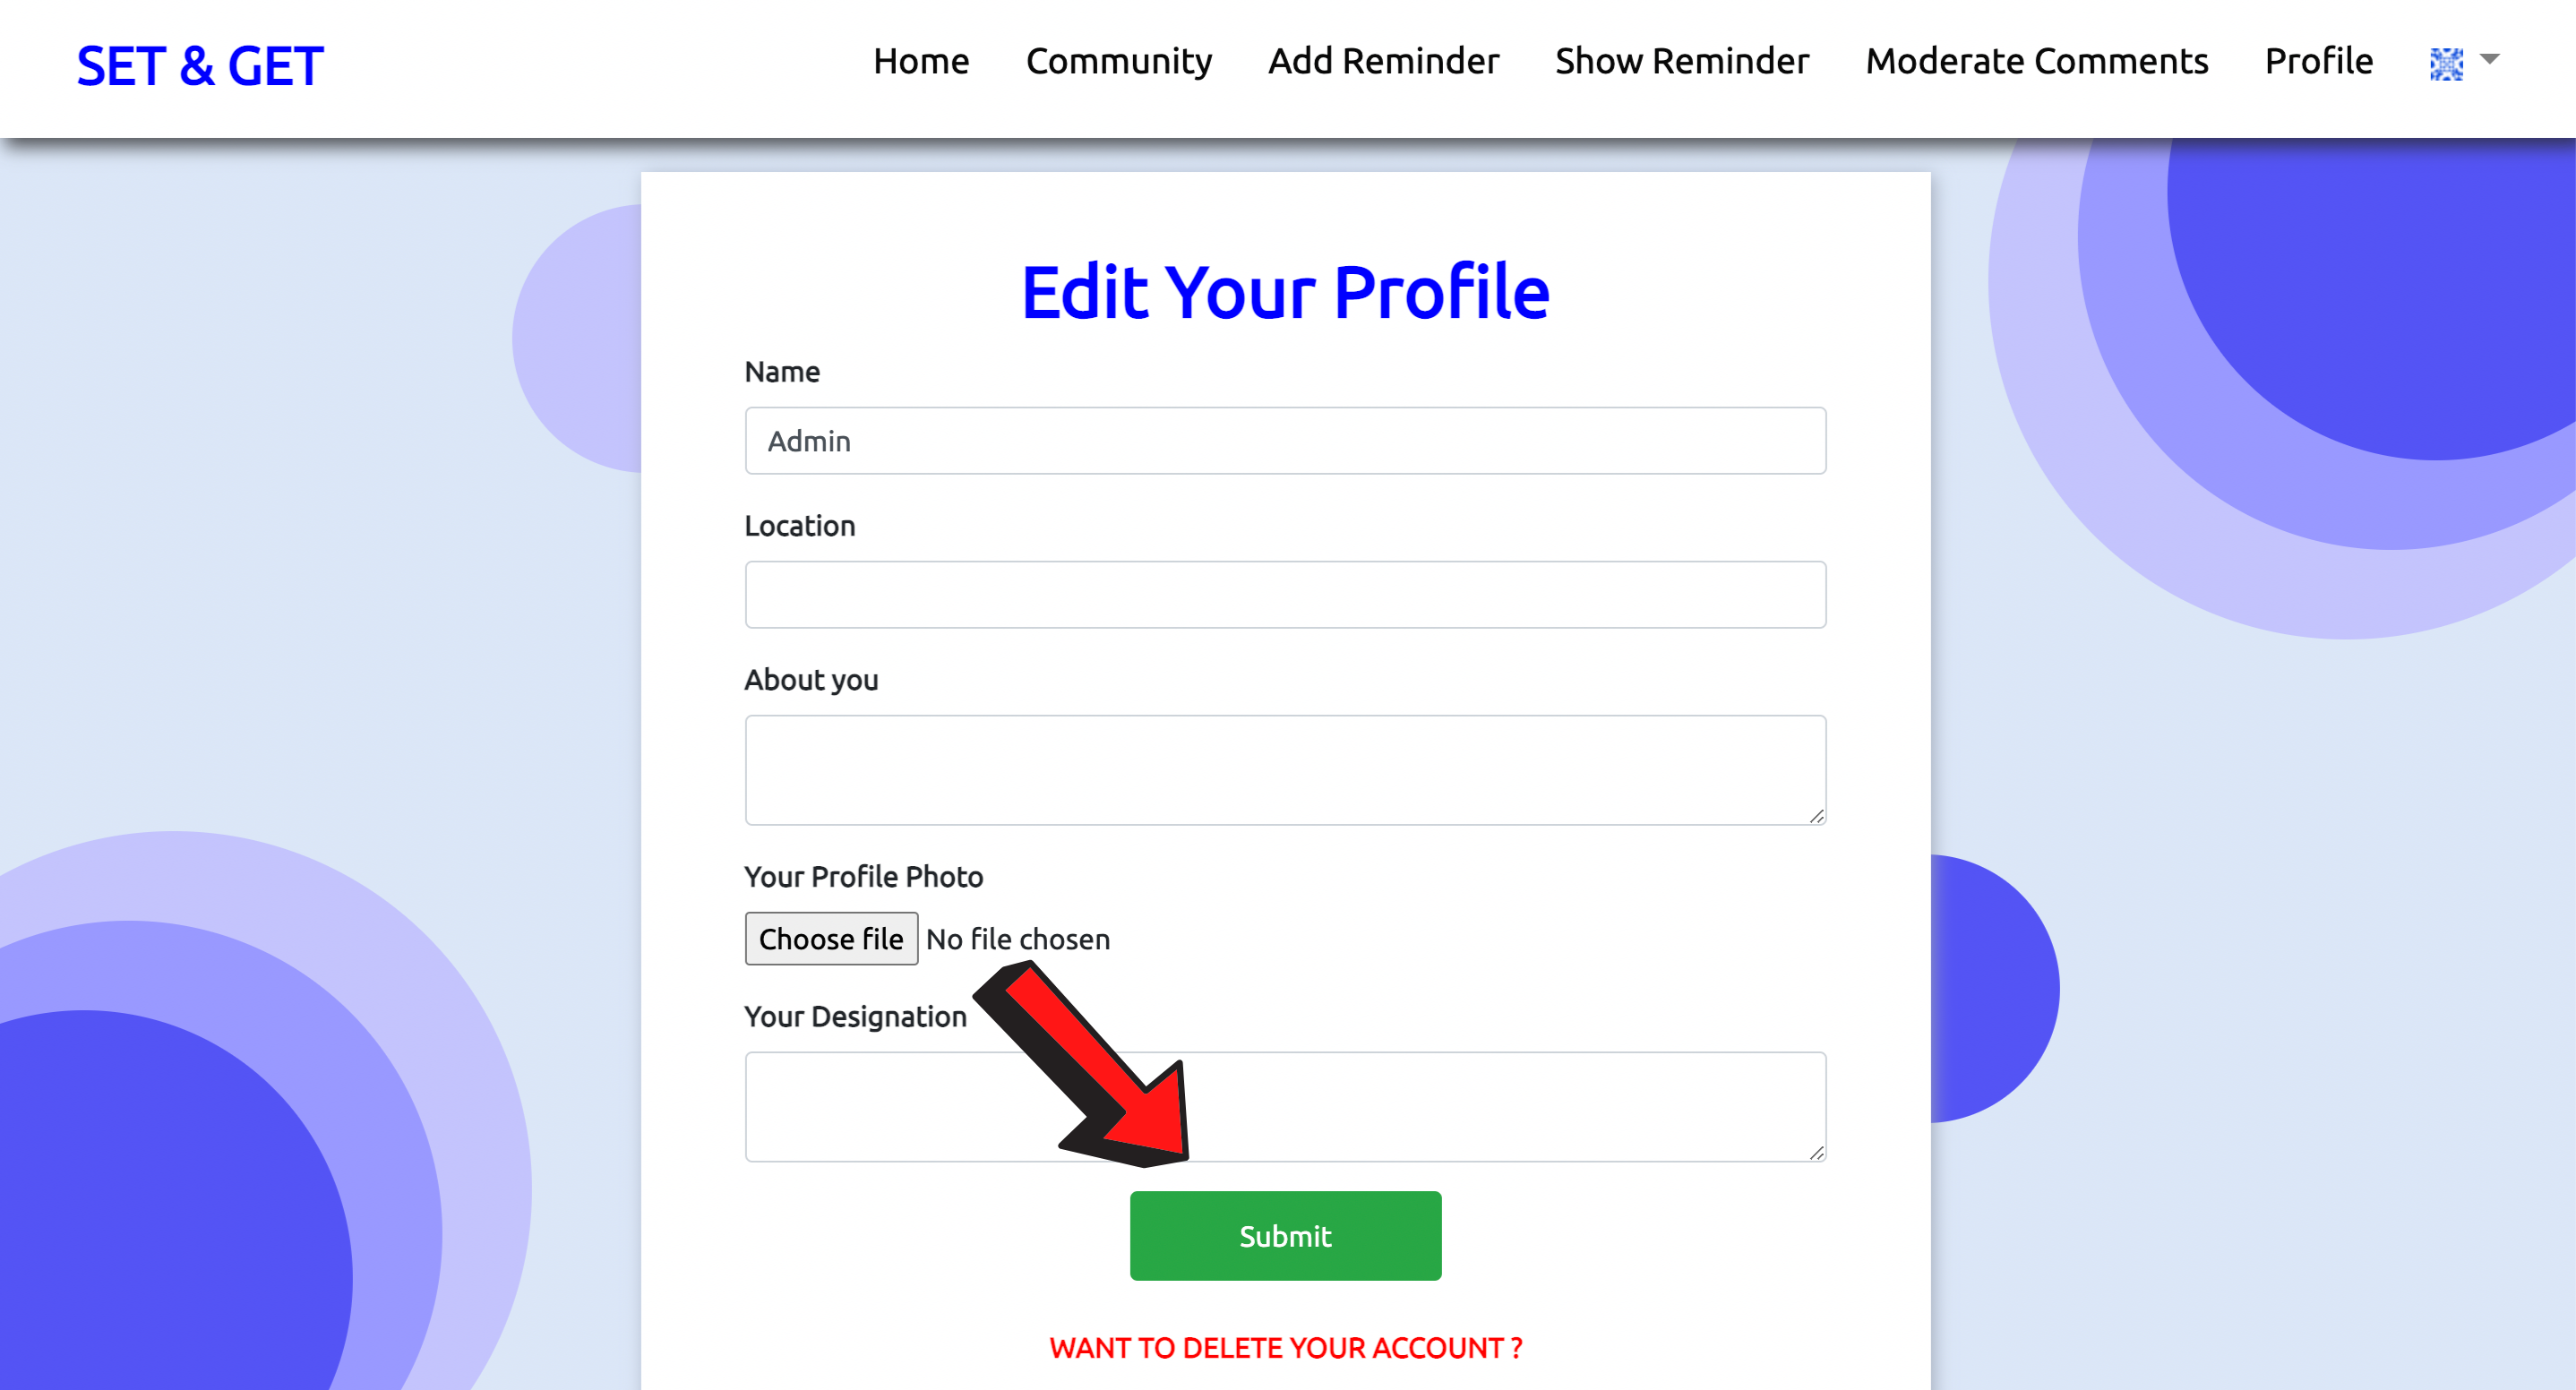 SET & GET
Home Community Add Reminder Show Reminder Moderate Comments Profile
Edit Your Profile
Name
Admin
Location
About you
Your Profile Photo
Choose file No file chosen
Your Designation
Submit
WANT TO DELETE YOUR ACCOUNT ?